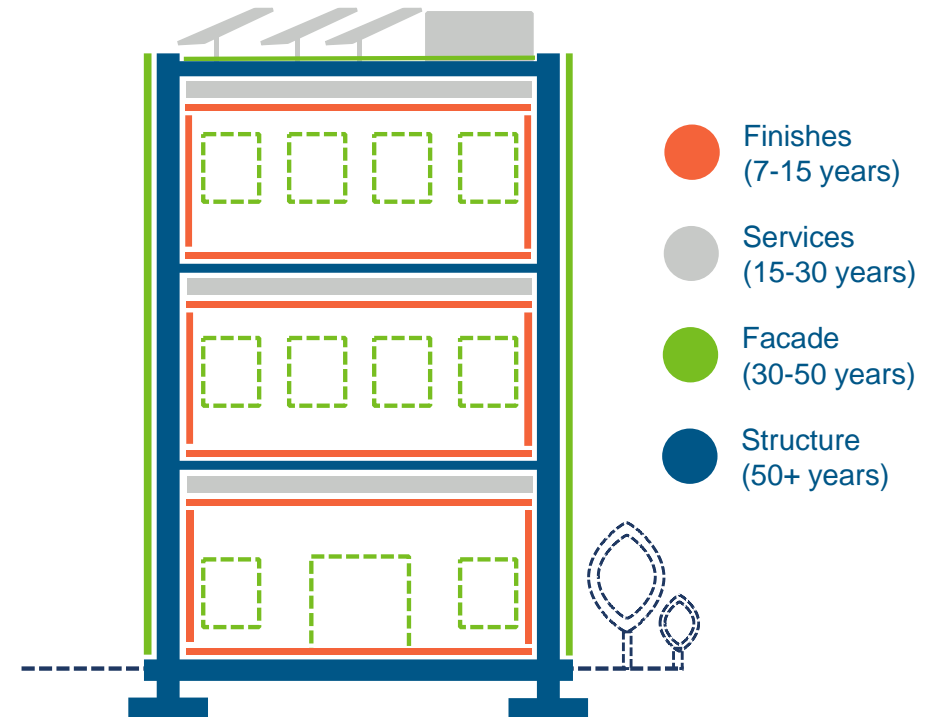 Finishes
(7-15 years)
Services
(15-30 years)
Facade
(30-50 years)
Structure
(50+ years)